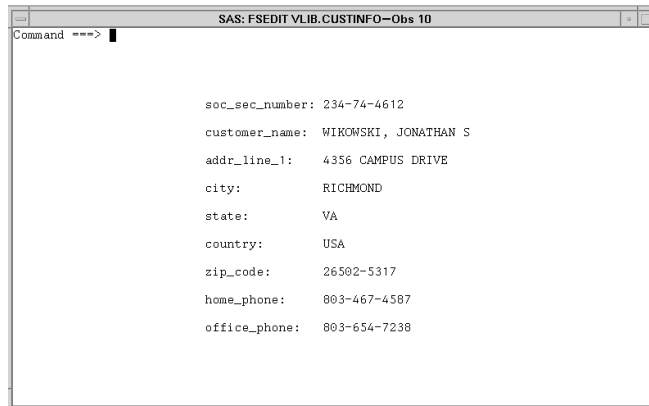 SAS: FSEDIT VLIB.CUSTINFO—Obs 10
Command ===>
soc_sec_number: 234-74-4612
customer_name: WIKOWSKI, JONATHAN S
addr_line_1: 4356 CAMPUS DRIVE
city: RICHMOND
state: VA
country: USA
zip_code: 26502-5317
home_phone: 803-467-4587
office_phone: 803-654-7238